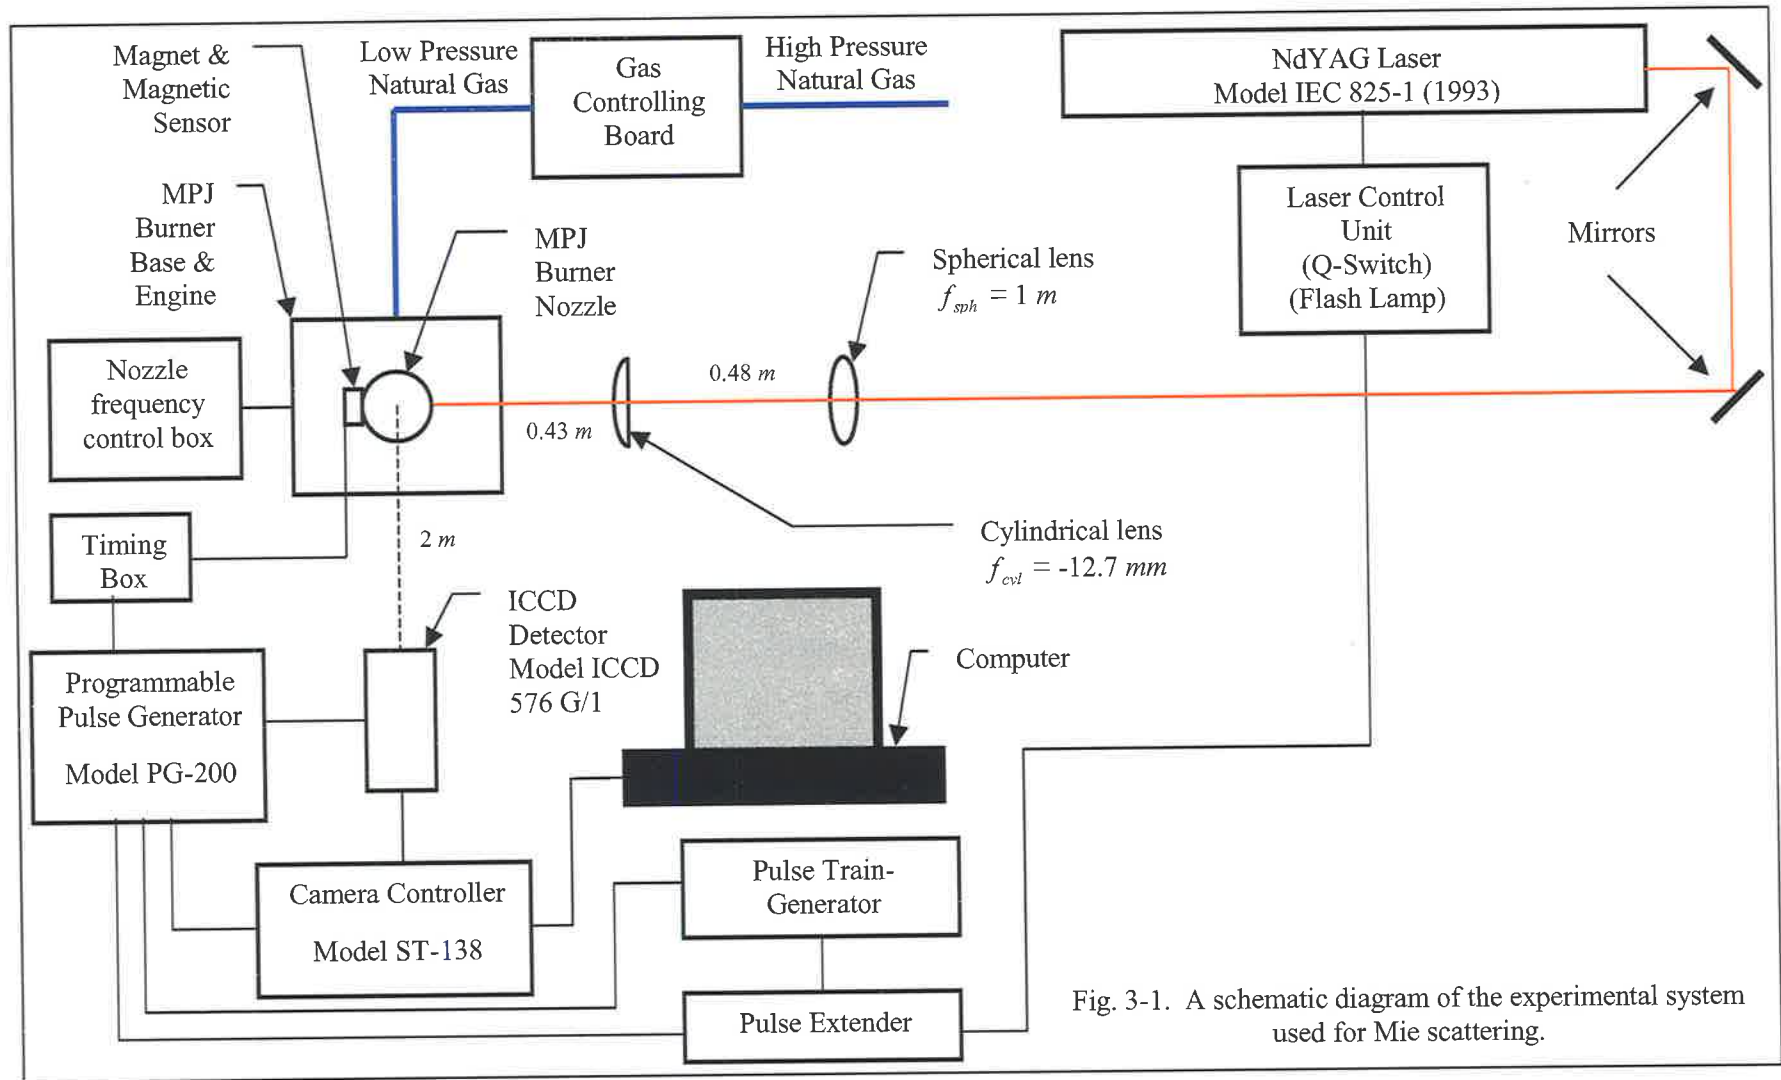 Magnet &
Magnetic
Sensor
Low Pressure
Natural Gas
Gas
Controlling
Board
High Pressure
Natural Gas
NdYAG Laser
Model IEC 825-1 (1993)
MPJ
Burner
Base &
Engine
MPJ
Burner
Nozzle
Spherical lens
f_sph = 1 m
Laser Control
Unit
(Q-Switch)
(Flash Lamp)
Mirrors
Nozzle
frequency
control box
0.48 m
0.43 m
2 m
Cylindrical lens
f_cyl = -12.7 mm
Timing
Box
ICCD
Detector
Model ICCD
576 G/1
Computer
Programmable
Pulse Generator
Model PG-200
Camera Controller
Model ST-138
Pulse Train-
Generator
Pulse Extender
Fig. 3-1. A schematic diagram of the experimental system
used for Mie scattering.